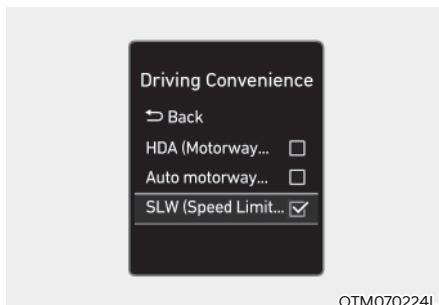 Driving Convenience
Back
HDA (Motorway...
Auto motorway...
SLW (Speed Limit...
OTM070224L